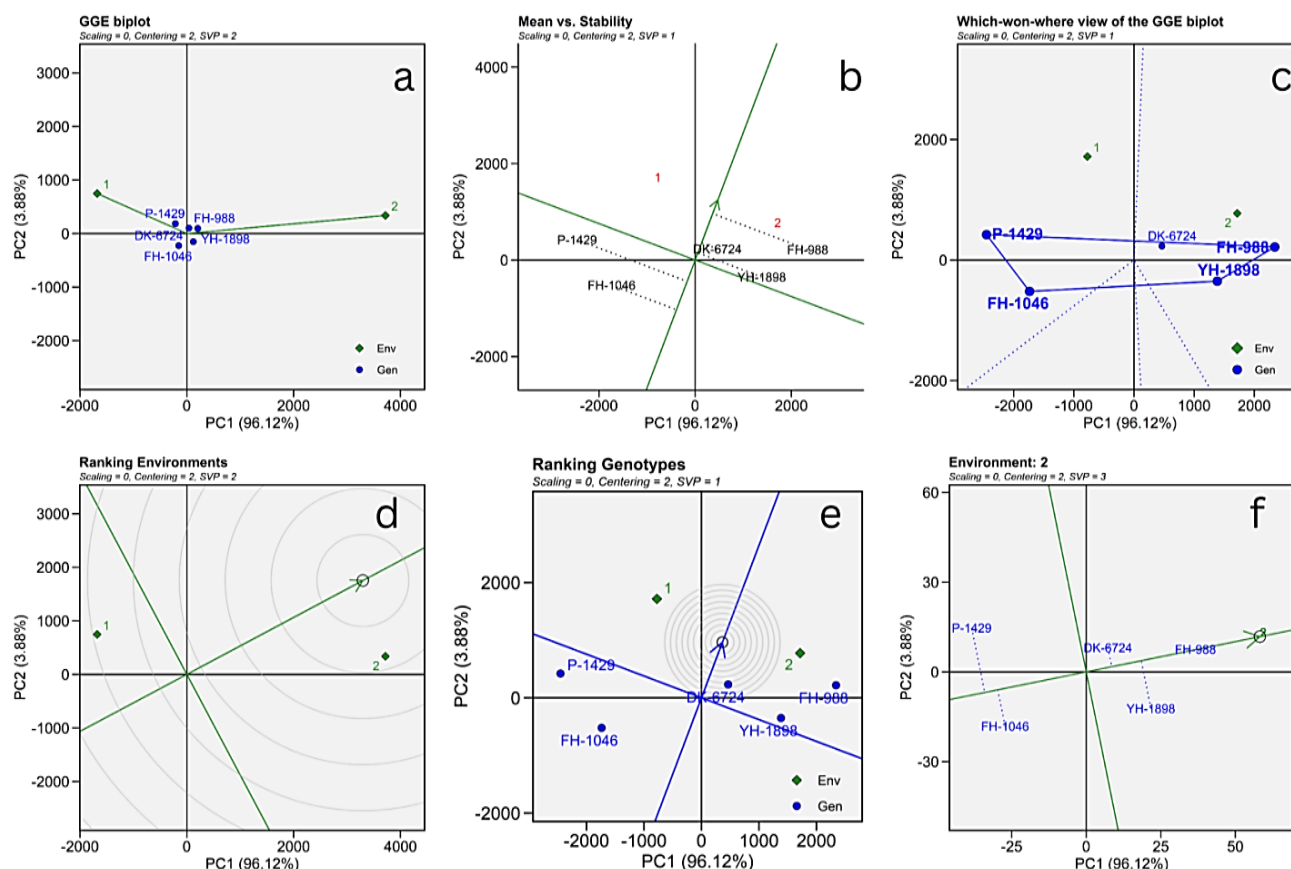 GGE biplot
Scaling = 0, Centering = 2, SVP = 2
a
3000
2000
1000
0
-1000
-2000
PC2 (3.88%)
1
2
P-1429
FH-988
DK-6724
YH-1898
FH-1046
Env
Gen
-2000
0
2000
4000
PC1 (96.12%)
Mean vs. Stability
Scaling = 0, Centering = 2, SVP = 1
b
4000
2000
0
-2000
PC2 (3.88%)
1
2
P-1429
DK-6724
FH-988
FH-1046
YH-1898
-2000
0
2000
PC1 (96.12%)
Which-won-where view of the GGE biplot
Scaling = 0, Centering = 2, SVP = 1
c
2000
0
-2000
PC2 (3.88%)
1
2
P-1429
DK-6724
FH-988
YH-1898
FH-1046
Env
Gen
-2000
-1000
0
1000
2000
PC1 (96.12%)
Ranking Environments
Scaling = 0, Centering = 2, SVP = 2
d
3000
2000
1000
0
-1000
-2000
PC2 (3.88%)
1
2
-2000
0
2000
4000
PC1 (96.12%)
Ranking Genotypes
Scaling = 0, Centering = 2, SVP = 1
e
2000
0
-2000
PC2 (3.88%)
1
2
P-1429
DK-6724
FH-988
FH-1046
YH-1898
Env
Gen
-2000
-1000
0
1000
2000
PC1 (96.12%)
Environment: 2
Scaling = 0, Centering = 2, SVP = 3
f
60
30
0
-30
PC2 (3.88%)
P-1429
DK-6724
FH-988
YH-1898
FH-1046
-25
0
25
50
PC1 (96.12%)